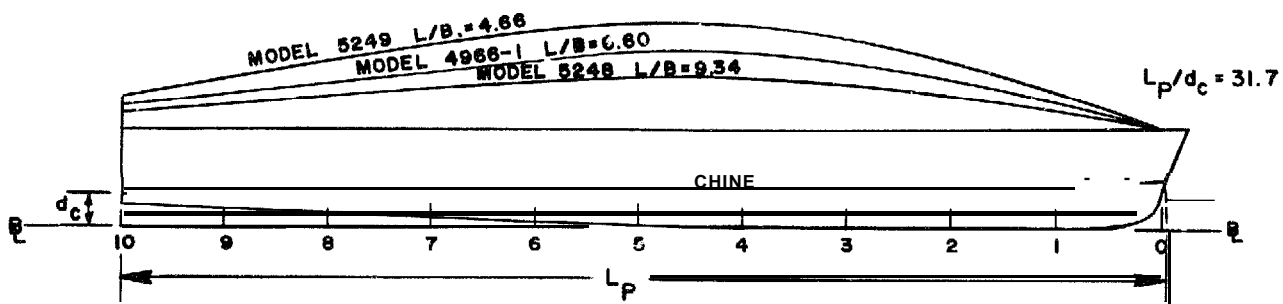 MODEL 5249 L/B.=4.66
MODEL 4966-1 L/B=6.60
MODEL 5248 L/B=9.34
Lp/dc = 31.7
CHINE
dc
10 9 8 7 6 5 4 3 2 1 0
Lp